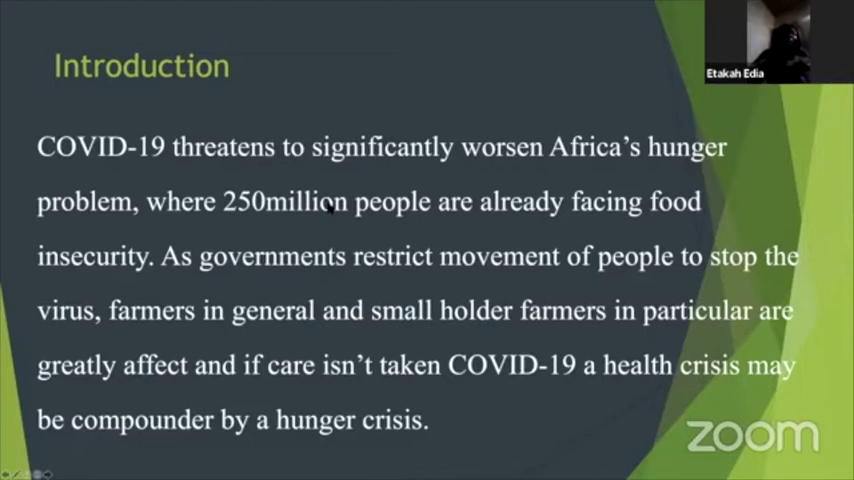 Introduction
Etakah Edia
COVID-19 threatens to significantly worsen Africa's hunger
problem, where 250million people are already facing food
insecurity. As governments restrict movement of people to stop the
virus, farmers in general and small holder farmers in particular are
greatly affect and if care isn't taken COVID-19 a health crisis may
be compounder by a hunger crisis.
zoom